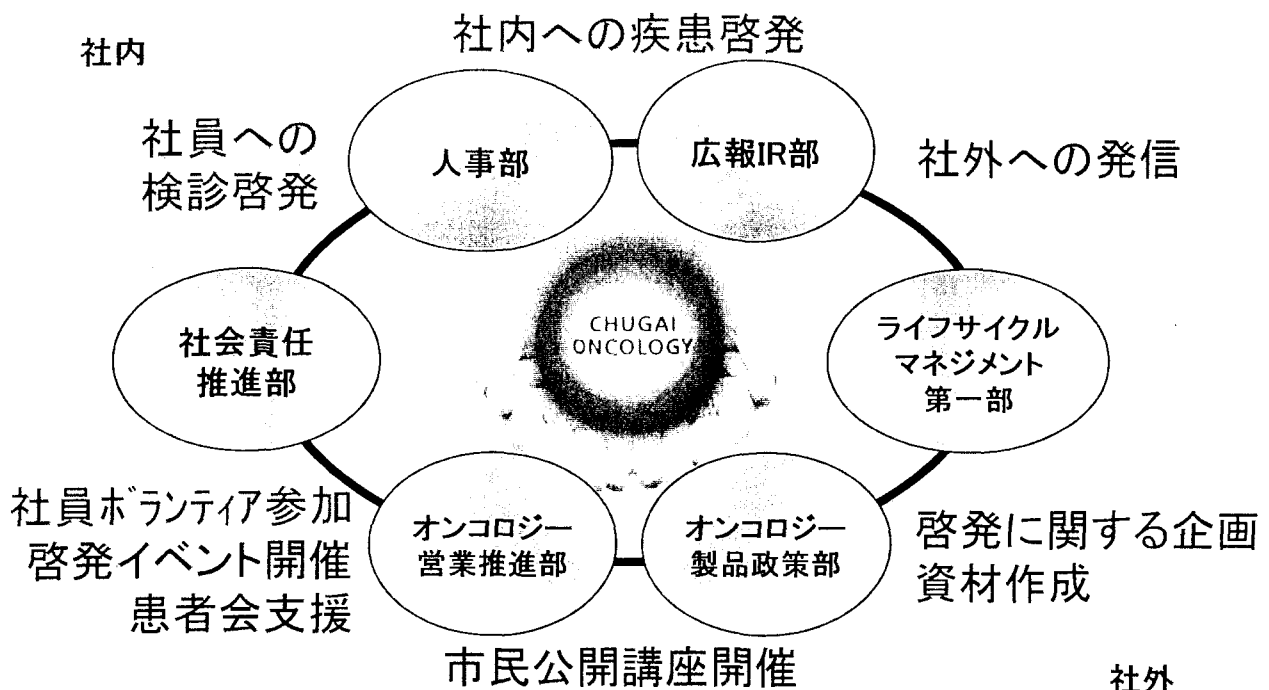 社内への疾患啓発
社内
社員への
検診啓発
人事部
広報IR部
社外への発信
CHUGAI
ONCOLOGY
社会責任
推進部
ライフサイクル
マネジメント
第一部
社員ボランティア参加
啓発イベント開催
患者会支援
オンコロジー
営業推進部
オンコロジー
製品政策部
啓発に関する企画
資材作成
市民公開講座開催
社外